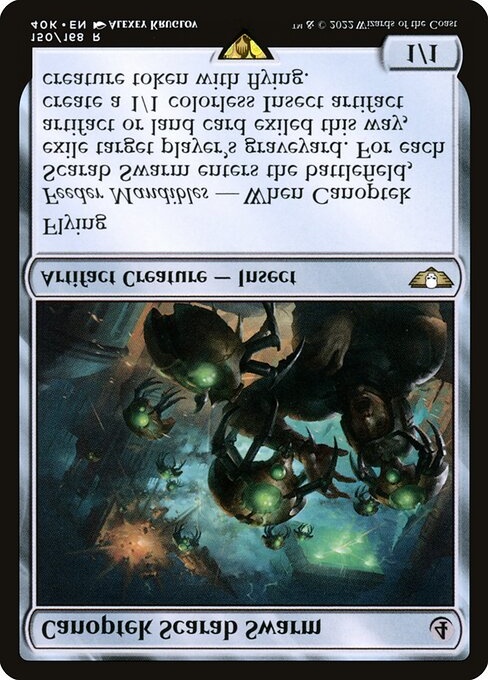 Canoptek Scarab Swarm
4
Artifact Creature — Insect
Flying
Feeder Mandibles — When Canoptek
Scarab Swarm enters the battlefield,
exile target player's graveyard. For each
artifact or land card exiled this way,
create a 1/1 colorless Insect artifact
creature token with flying.
1/1
150/168 R
40K • EN Alexey Kruglov
™ & © 2022 Wizards of the Coast